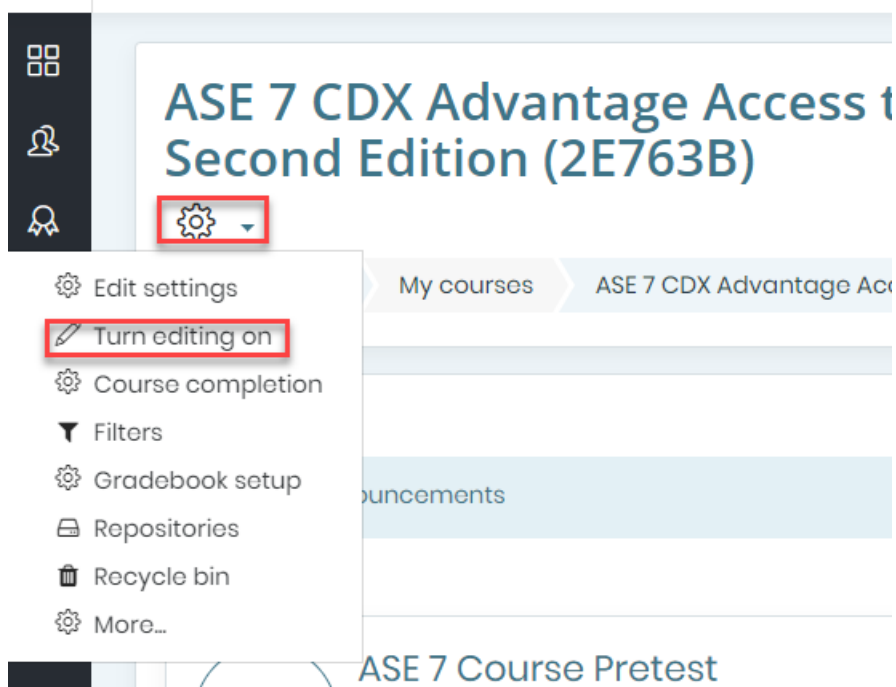 ASE 7 CDX Advantage Access
Second Edition (2E763B)
My courses
ASE 7 CDX Advantage
Edit settings
Turn editing on
Course completion
Filters
Gradebook setup
Repositories
Recycle bin
More...
ouncements
ASE 7 Course Pretest